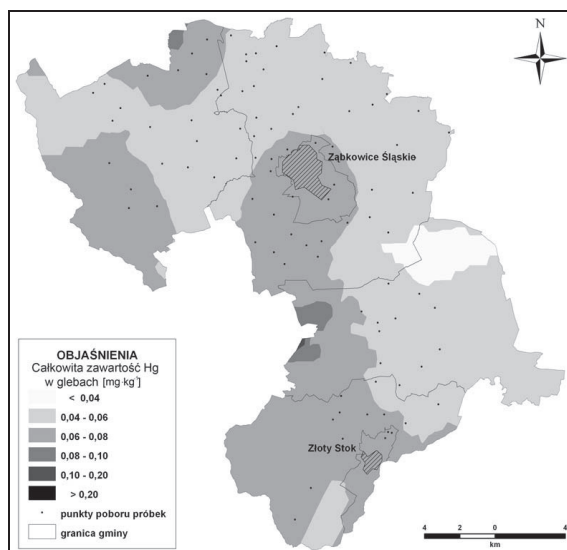 N
Ząbkowice Śląskie
Złoty Stok
OBJAŚNIENIA
Całkowita zawartość Hg
w glebach [mg·kg⁻¹]
< 0,04
0,04 - 0,06
0,06 - 0,08
0,08 - 0,10
0,10 - 0,20
> 0,20
punkty poboru próbek
granica gminy
4 0 4
km